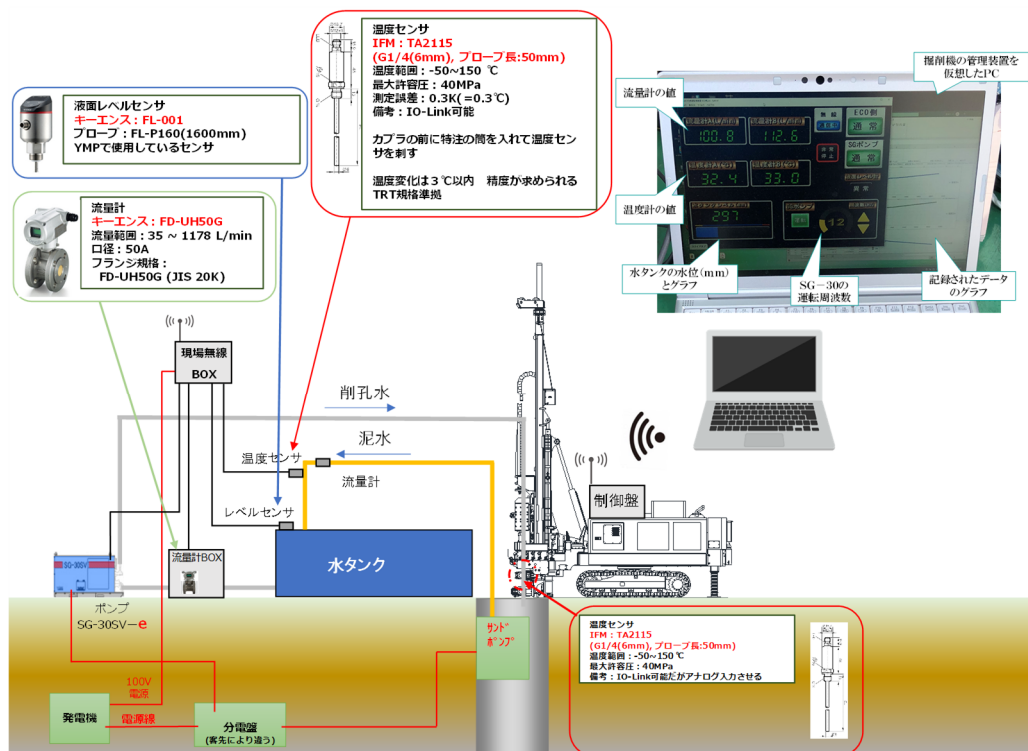 温度センサ
IFM：TA2115
(G1/4(6mm), プローブ長:50mm)
温度範囲：-50~150 ℃
最大許容圧：40MPa
測定誤差：0.3K(=0.3℃)
備考：IO-Link可能
カプラの前に特注の筒を入れて温度セン
サを刺す
温度変化は３℃以内　精度が求められる
TRT規格準拠
液面レベルセンサ
キーエンス：FL-001
プローブ：FL-P160(1600mm)
YMPで使用しているセンサ
流量計
キーエンス：FD-UH50G
流量範囲：35 ~ 1178 L/min
口径：50A
フランジ規格：
FD-UH50G (JIS 20K)
掘削機の管理装置を
仮想したPC
流量計の値
温度計の値
水タンクの水位(mm)
とグラフ
SG－30の
運転周波数
記録されたデータ
のグラフ
100.8
112.6
32.4
33.0
297
12
ECO側
通常
SGポンプ
通常
異常
現場無線
BOX
削孔水
泥水
温度センサ
流量計
レベルセンサ
制御盤
SG-30SV
流量計BOX
水タンク
ポンプ
SG-30SVーe
サンド
ポンプ
100V
電源
発電機
電源線
分電盤
(客先により違う)
温度センサ
IFM：TA2115
(G1/4(6mm), プローブ長:50mm)
温度範囲：-50~150℃
最大許容圧：40MPa
備考：IO-Link可能だがアナログ入力させる